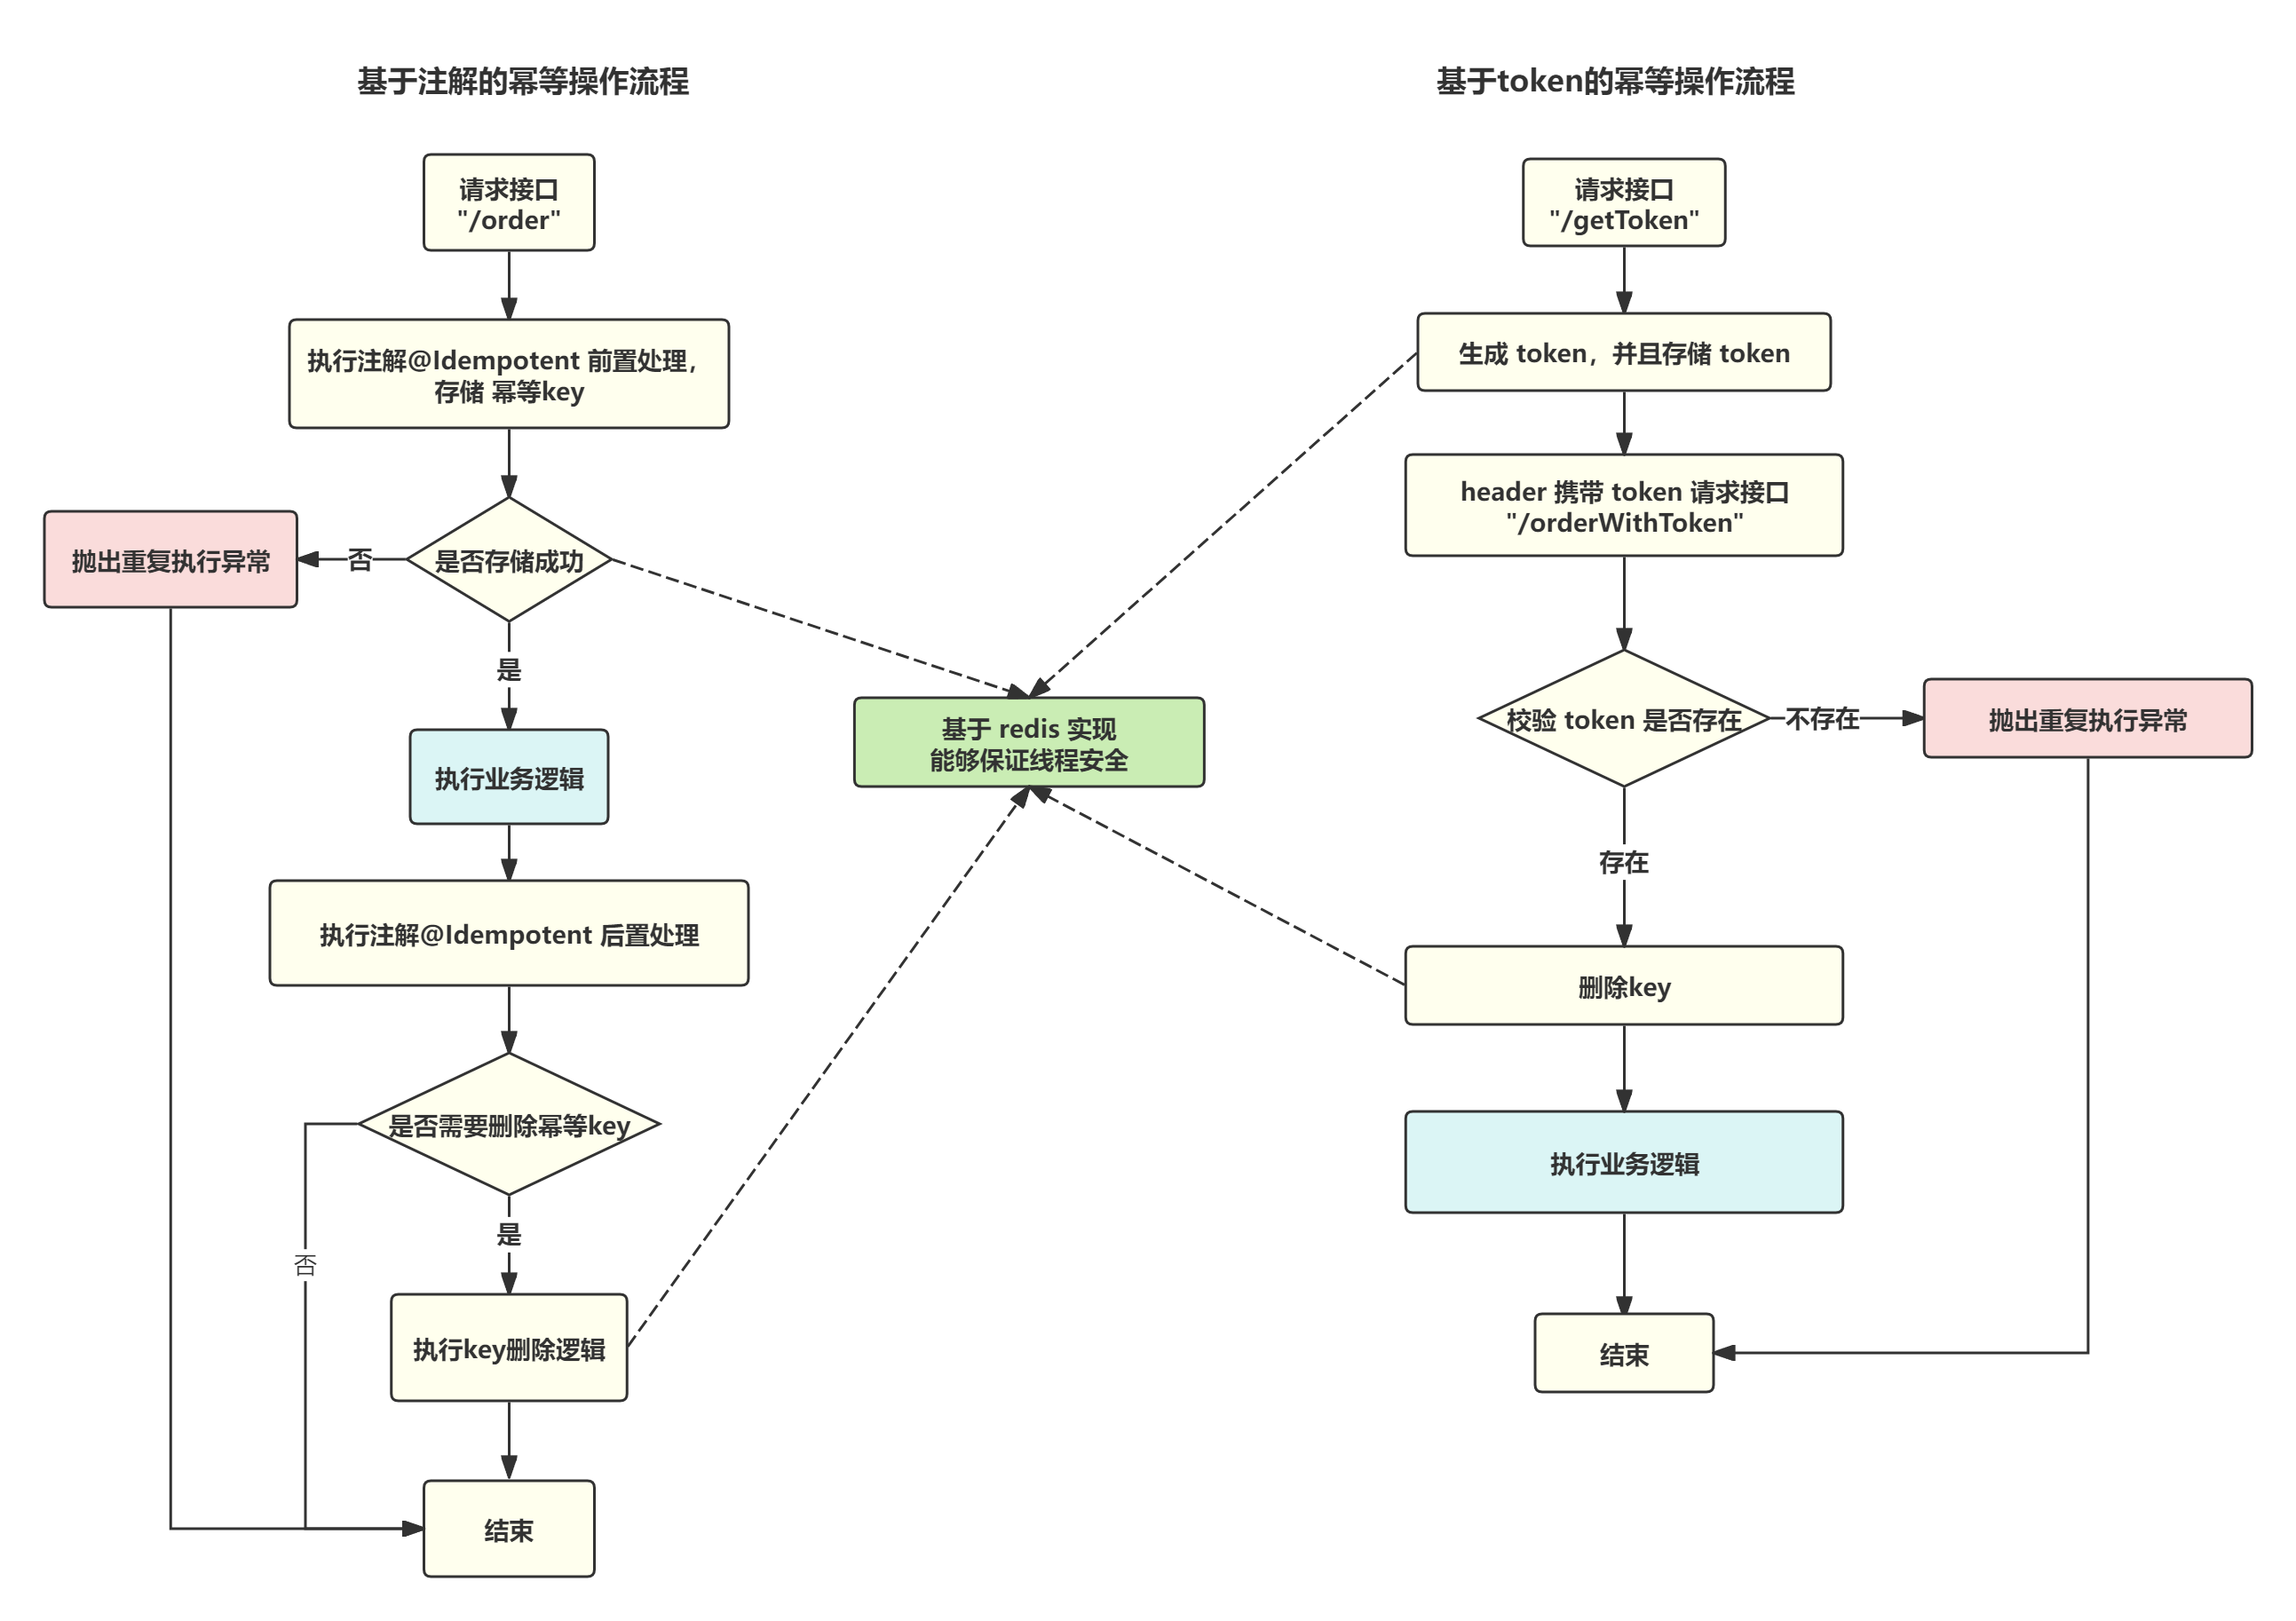 基于注解的幂等操作流程
请求接口
"/order"
执行注解@Idempotent 前置处理，
存储 幂等key
是否存储成功
否
抛出重复执行异常
是
执行业务逻辑
执行注解@Idempotent 后置处理
是否需要删除幂等key
否
是
执行key删除逻辑
结束
基于 redis 实现
能够保证线程安全
基于token的幂等操作流程
请求接口
"/getToken"
生成 token，并且存储 token
header 携带 token 请求接口
"/orderWithToken"
校验 token 是否存在
不存在
抛出重复执行异常
存在
删除key
执行业务逻辑
结束